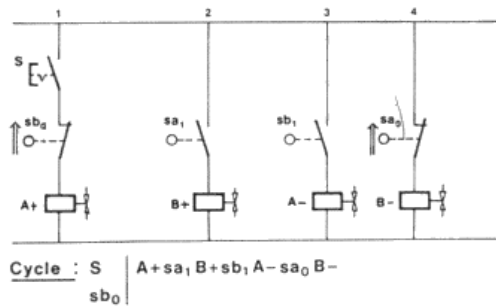 1 2 3 4
S
sb₀ sa₁ sb₁ sa₀
A+ B+ A- B-
Cycle : S A+sa₁ B+sb₁ A-sa₀ B-
sb₀